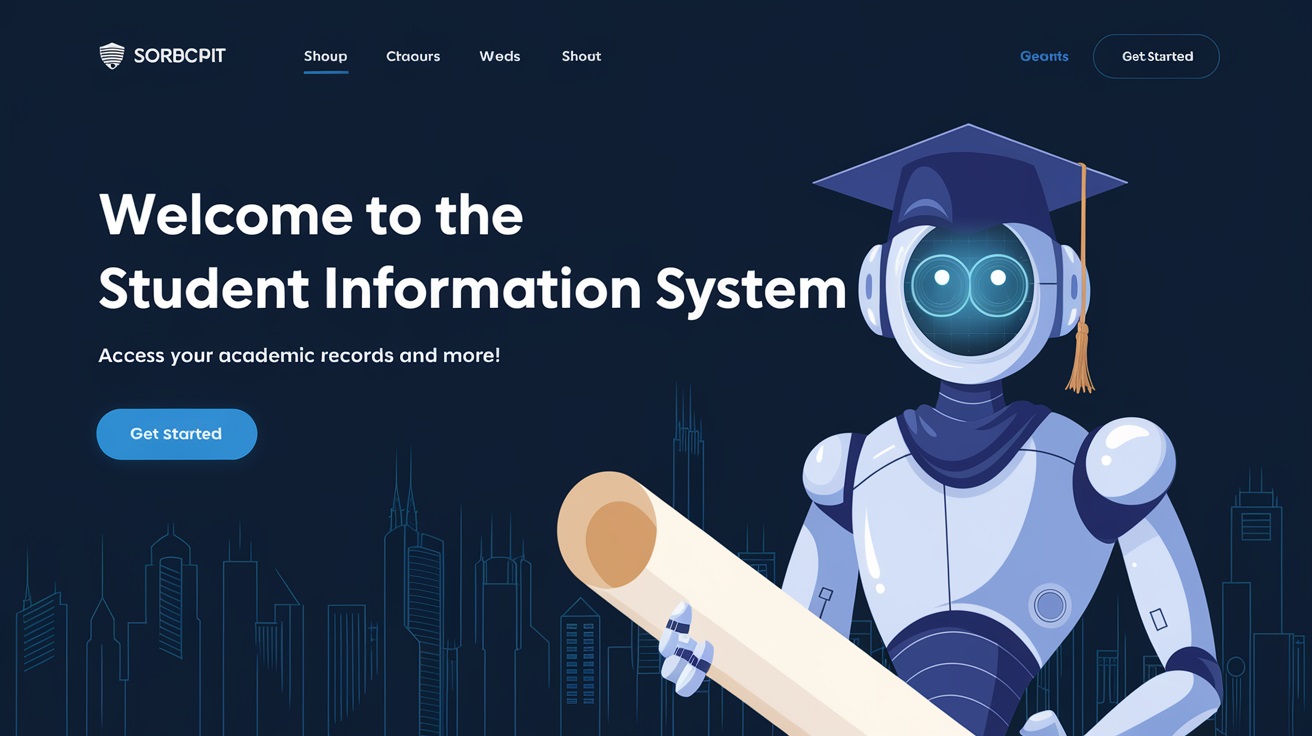 SORBCPIT
Shoup Ctaours Weds Shout
Geants
Get Started
Welcome to the
Student Information System
Access your academic records and more!
Get Started